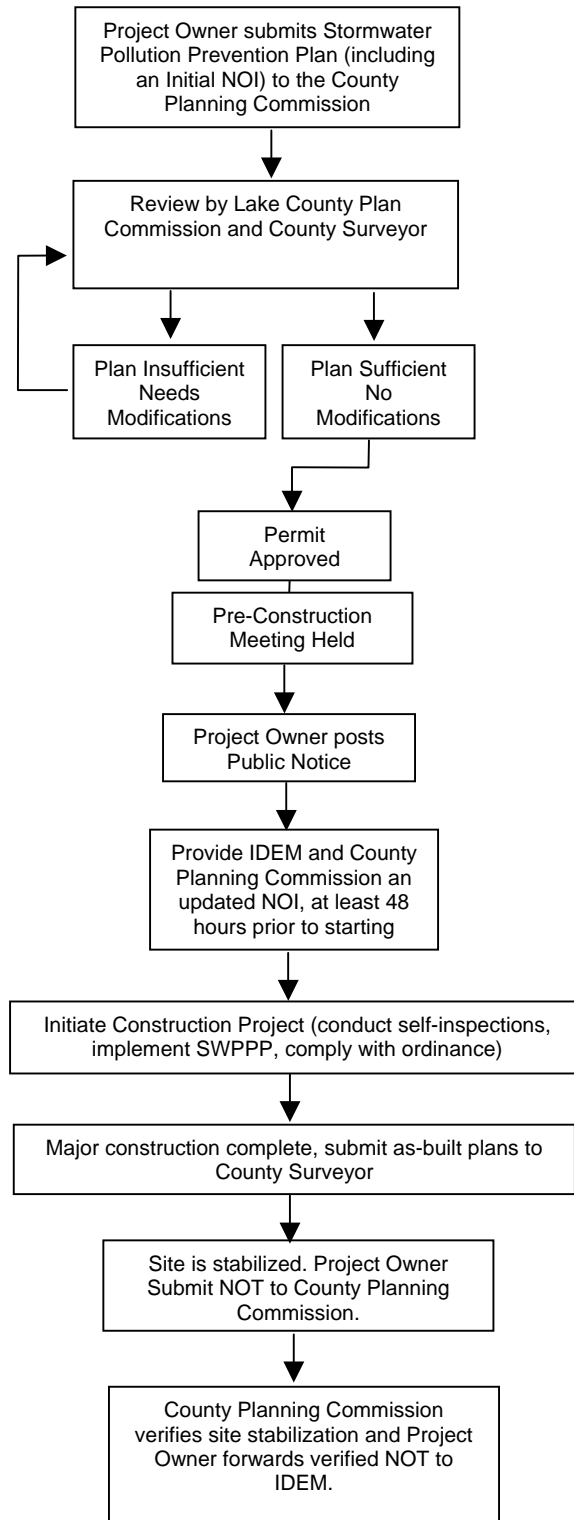 Project Owner submits Stormwater
Pollution Prevention Plan (including
an Initial NOI) to the County
Planning Commission
Review by Lake County Plan
Commission and County Surveyor
Plan Insufficient
Needs
Modifications
Plan Sufficient
No
Modifications
Permit
Approved
Pre-Construction
Meeting Held
Project Owner posts
Public Notice
Provide IDEM and County
Planning Commission an
updated NOI, at least 48
hours prior to starting
Initiate Construction Project (conduct self-inspections,
implement SWPPP, comply with ordinance)
Major construction complete, submit as-built plans to
County Surveyor
Site is stabilized. Project Owner
Submit NOT to County Planning
Commission.
County Planning Commission
verifies site stabilization and Project
Owner forwards verified NOT to
IDEM.